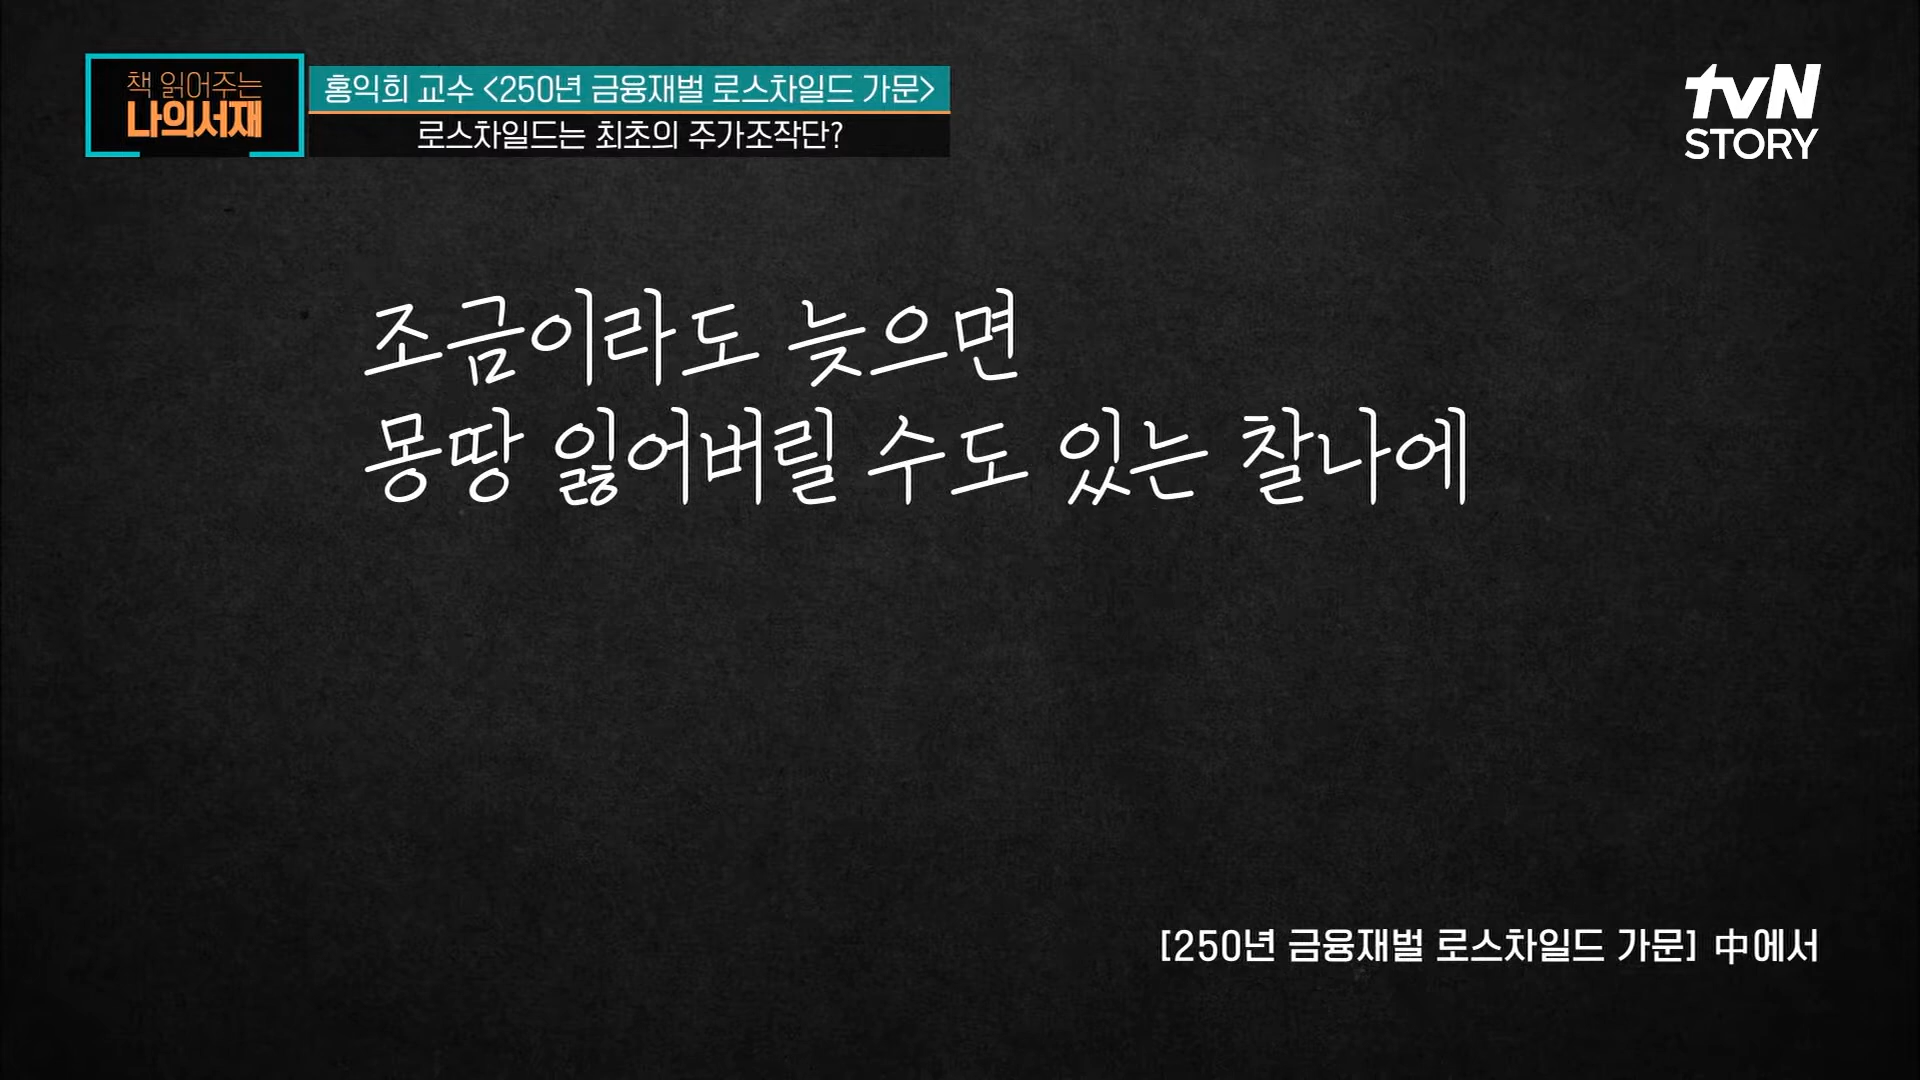 책 읽어주는
나의서재
홍익희 교수 <250년 금융재벌 로스차일드 가문>
로스차일드는 최초의 주가조작단?
tvN
STORY
조금이라도 늦으면
몽땅 잃어버릴 수도 있는 찰나에
[250년 금융재벌 로스차일드 가문] 中에서